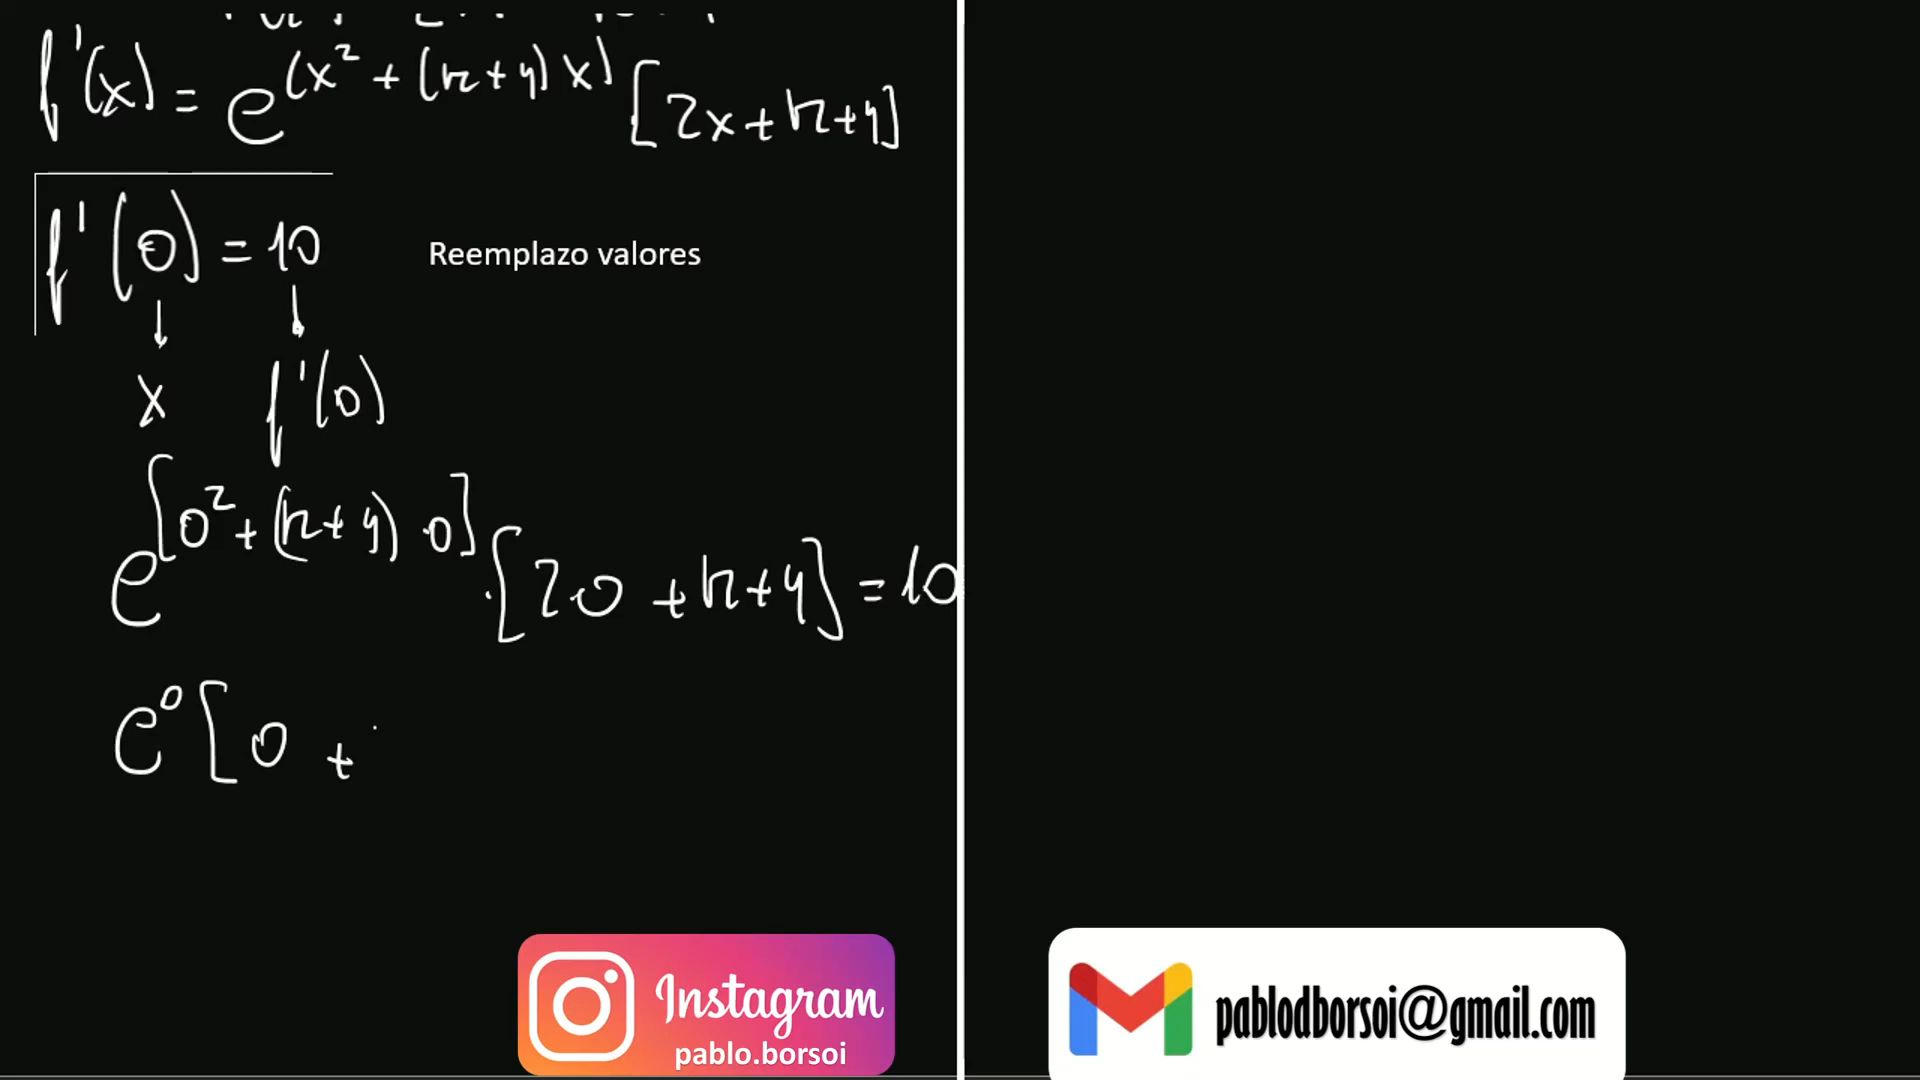 f'(x) = e^(x² + (k+4) x) [2x + k+4]
f'(0) = 10 Reemplazo valores
x f'(0)
e^[0² + (k+4) · 0] · [2·0 + k+4] = 10
e⁰ [0 +
Instagram
pablo.borsoi
pablodborsoi@gmail.com